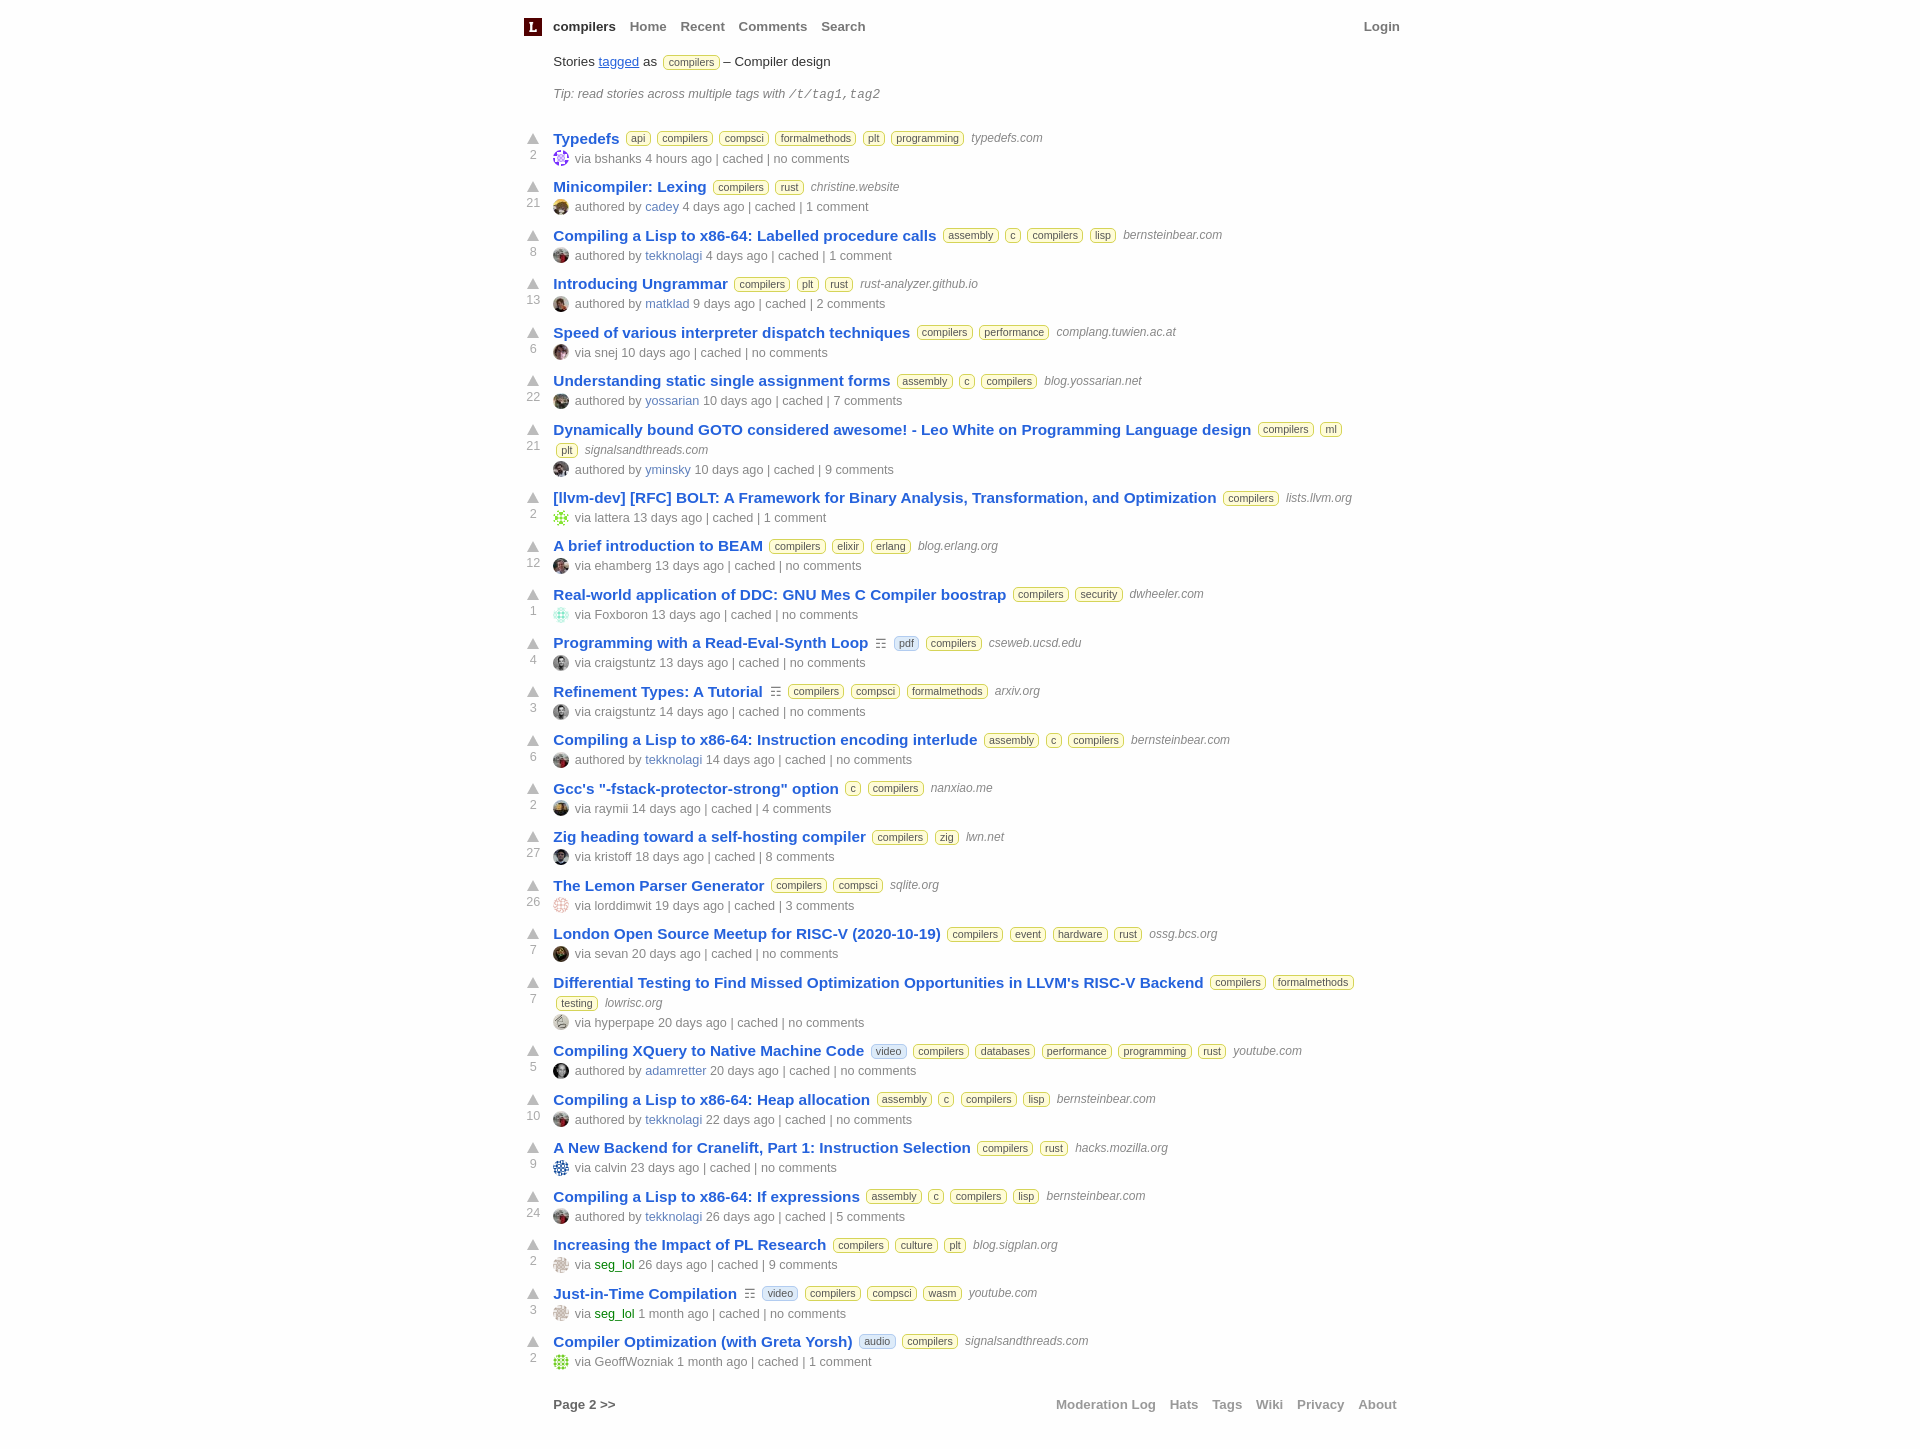 L compilers Home Recent Comments Search Login
Stories tagged as compilers – Compiler design
Tip: read stories across multiple tags with /t/tag1,tag2
Typedefs api compilers compsci formalmethods plt programming typedefs.com
2 via bshanks 4 hours ago | cached | no comments
Minicompiler: Lexing compilers rust christine.website
21 authored by cadey 4 days ago | cached | 1 comment
Compiling a Lisp to x86-64: Labelled procedure calls assembly c compilers lisp bernsteinbear.com
8 authored by tekknolagi 4 days ago | cached | 1 comment
Introducing Ungrammar compilers plt rust rust-analyzer.github.io
13 authored by matklad 9 days ago | cached | 2 comments
Speed of various interpreter dispatch techniques compilers performance complang.tuwien.ac.at
6 via snej 10 days ago | cached | no comments
Understanding static single assignment forms assembly c compilers blog.yossarian.net
22 authored by yossarian 10 days ago | cached | 7 comments
Dynamically bound GOTO considered awesome! - Leo White on Programming Language design compilers ml
21 plt signalsandthreads.com
authored by yminsky 10 days ago | cached | 9 comments
[llvm-dev] [RFC] BOLT: A Framework for Binary Analysis, Transformation, and Optimization compilers lists.llvm.org
2 via lattera 13 days ago | cached | 1 comment
A brief introduction to BEAM compilers elixir erlang blog.erlang.org
12 via ehamberg 13 days ago | cached | no comments
Real-world application of DDC: GNU Mes C Compiler boostrap compilers security dwheeler.com
1 via Foxboron 13 days ago | cached | no comments
Programming with a Read-Eval-Synth Loop ☶ pdf compilers cseweb.ucsd.edu
4 via craigstuntz 13 days ago | cached | no comments
Refinement Types: A Tutorial ☶ compilers compsci formalmethods arxiv.org
3 via craigstuntz 14 days ago | cached | no comments
Compiling a Lisp to x86-64: Instruction encoding interlude assembly c compilers bernsteinbear.com
6 authored by tekknolagi 14 days ago | cached | no comments
Gcc's "-fstack-protector-strong" option c compilers nanxiao.me
2 via raymii 14 days ago | cached | 4 comments
Zig heading toward a self-hosting compiler compilers zig lwn.net
27 via kristoff 18 days ago | cached | 8 comments
The Lemon Parser Generator compilers compsci sqlite.org
26 via lorddimwit 19 days ago | cached | 3 comments
London Open Source Meetup for RISC-V (2020-10-19) compilers event hardware rust ossg.bcs.org
7 via sevan 20 days ago | cached | no comments
Differential Testing to Find Missed Optimization Opportunities in LLVM's RISC-V Backend compilers formalmethods
7 testing lowrisc.org
via hyperpape 20 days ago | cached | no comments
Compiling XQuery to Native Machine Code video compilers databases performance programming rust youtube.com
5 authored by adamretter 20 days ago | cached | no comments
Compiling a Lisp to x86-64: Heap allocation assembly c compilers lisp bernsteinbear.com
10 authored by tekknolagi 22 days ago | cached | no comments
A New Backend for Cranelift, Part 1: Instruction Selection compilers rust hacks.mozilla.org
9 via calvin 23 days ago | cached | no comments
Compiling a Lisp to x86-64: If expressions assembly c compilers lisp bernsteinbear.com
24 authored by tekknolagi 26 days ago | cached | 5 comments
Increasing the Impact of PL Research compilers culture plt blog.sigplan.org
2 via seg_lol 26 days ago | cached | 9 comments
Just-in-Time Compilation ☶ video compilers compsci wasm youtube.com
3 via seg_lol 1 month ago | cached | no comments
Compiler Optimization (with Greta Yorsh) audio compilers signalsandthreads.com
2 via GeoffWozniak 1 month ago | cached | 1 comment
Page 2 >> Moderation Log Hats Tags Wiki Privacy About